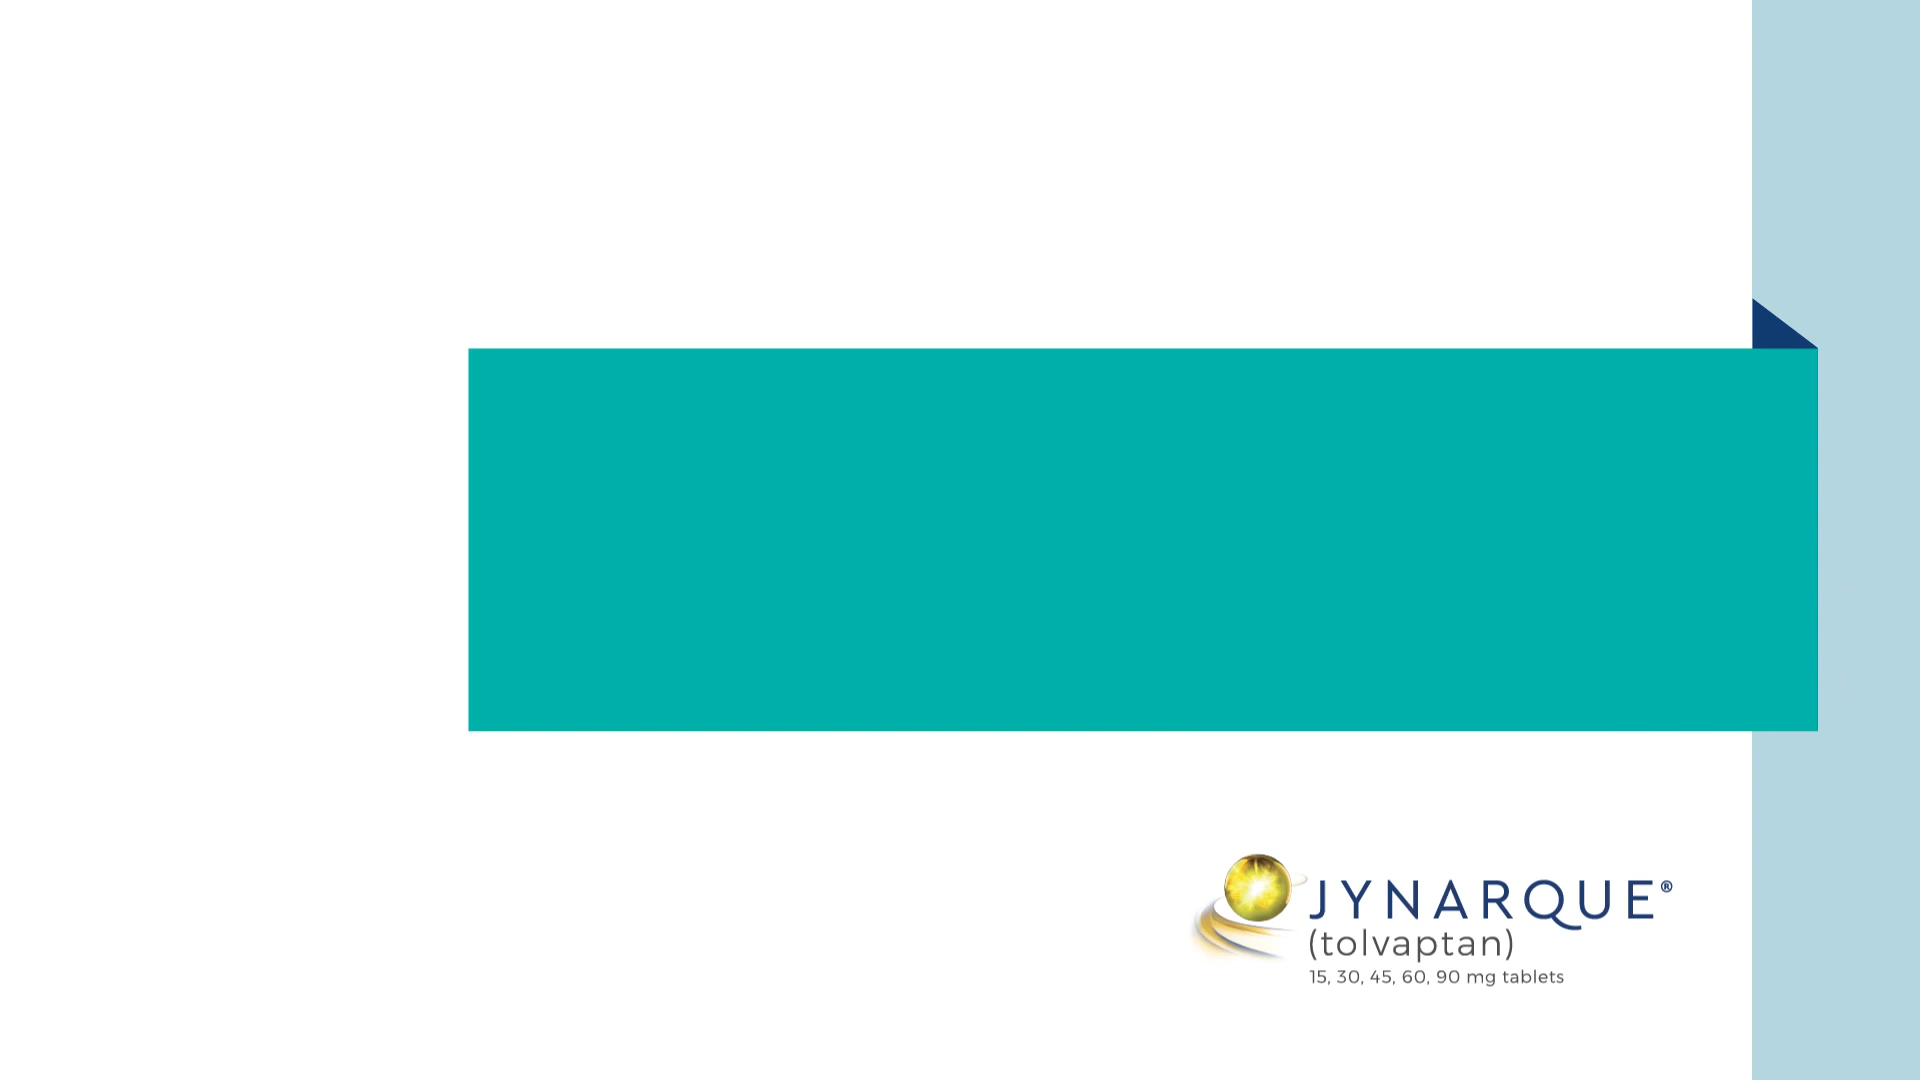 JYNARQUE®
(tolvaptan)
15, 30, 45, 60, 90 mg tablets